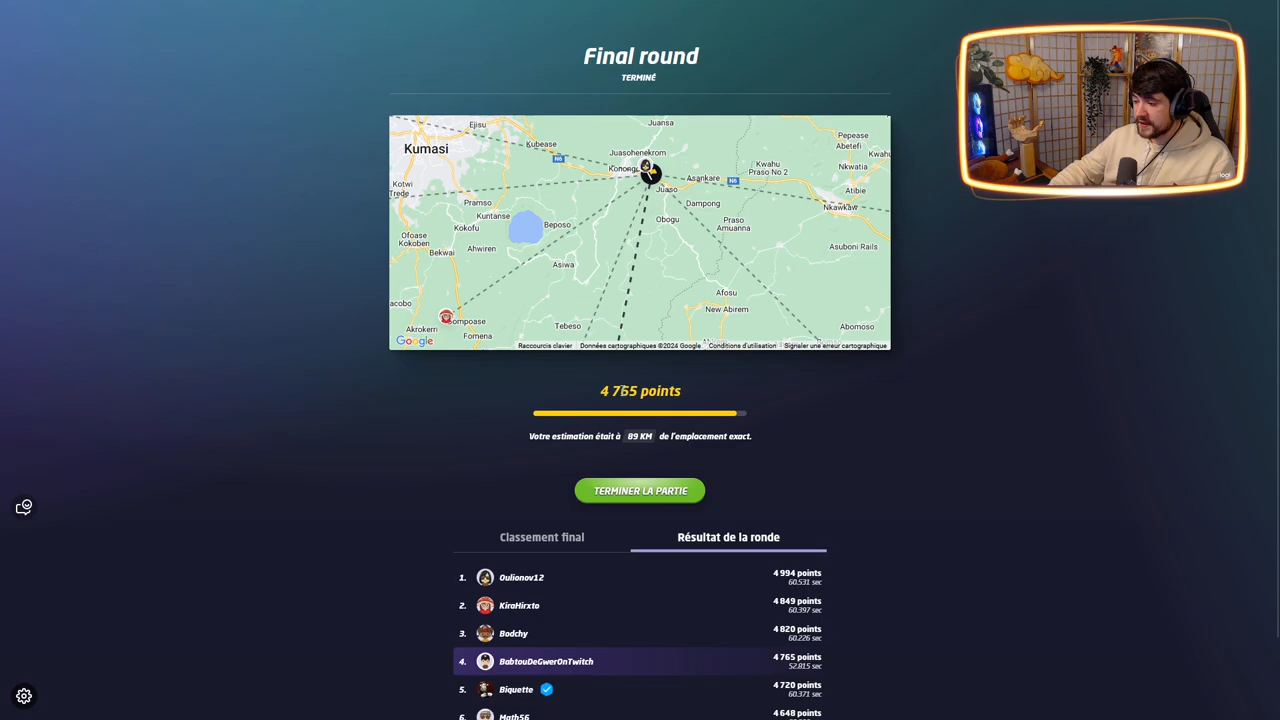 Final round
TERMINÉ
Juansa
Ejisu
Pepease
Kumasi
Kubease
Abetefi
N6
Juasohenekrom
Kwahu
Kwahu
Praso No 2
Nkwatia
Konongo
Asankare
N6
Kotwi
Trede
Juaso
Atibie
Pramso
Dampong
Nkawkaw
Kuntanse
Obogu
Praso
Amuanna
Kokofu
Beposo
Ofoase
Kokoben
Ahwiren
Asuboni Rails
Bekwai
Asiwa
Afosu
acobo
New Abirem
Dompoase
Tebeso
Abomoso
Akrokerri
Fomena
Google
Raccourcis clavier
Données cartographiques ©2024 Google
Conditions d'utilisation
Signaler une erreur cartographique
logi
4 765 points
Votre estimation était à 89 KM de l'emplacement exact.
TERMINER LA PARTIE
Classement final
Résultat de la ronde
1. Oulionov12 4 994 points
60.531 sec
2. KiraHirxto 4 849 points
60.397 sec
3. Bodchy 4 820 points
60.226 sec
4. BabtouDeGwerOnTwitch 4 765 points
52.815 sec
5. Biquette 4 720 points
60.371 sec
6. Math56 4 648 points